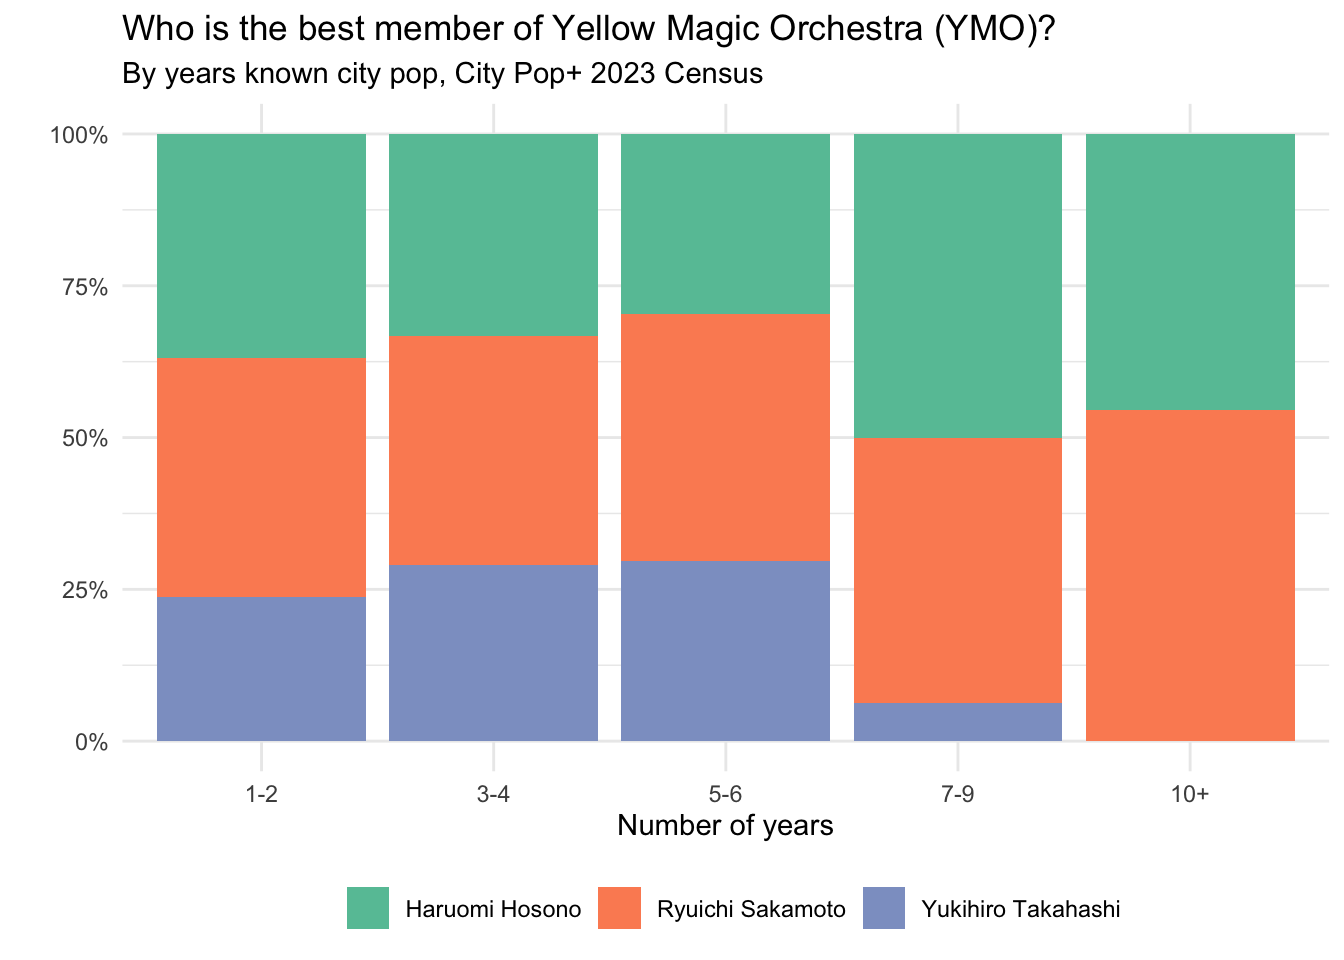 Who is the best member of Yellow Magic Orchestra (YMO)?
By years known city pop, City Pop+ 2023 Census
100%
75%
50%
25%
0%
1-2 3-4 5-6 7-9 10+
Number of years
Haruomi Hosono Ryuichi Sakamoto Yukihiro Takahashi